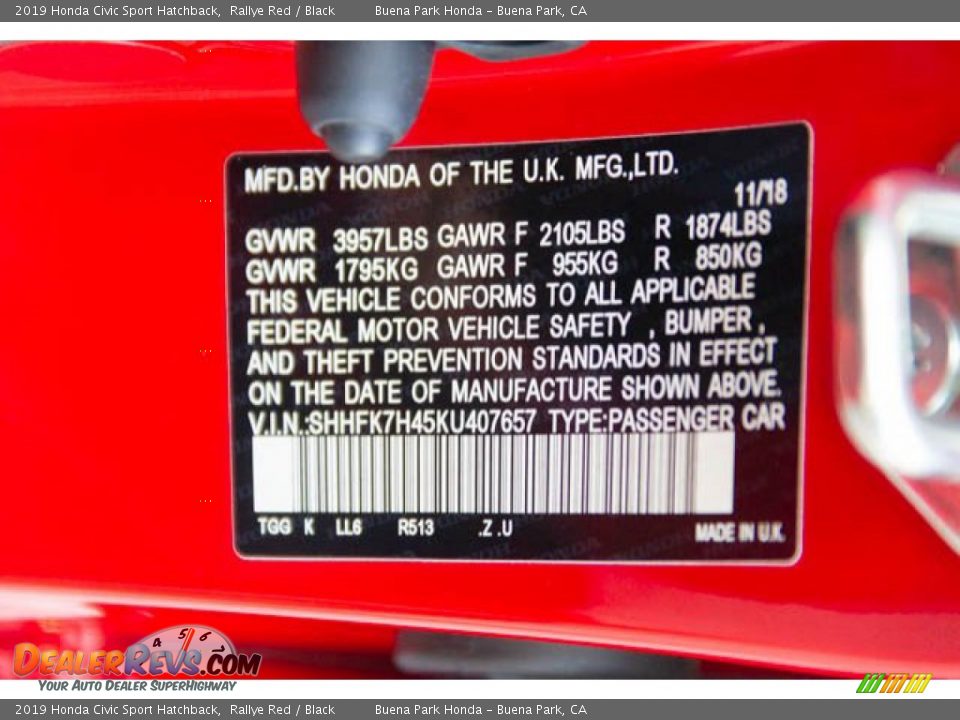 2019 Honda Civic Sport Hatchback, Rallye Red / Black Buena Park Honda - Buena Park, CA
MFD.BY HONDA OF THE U.K. MFG.,LTD.
11/18
GVWR 3957LBS GAWR F 2105LBS R 1874LBS
GVWR 1795KG GAWR F 955KG R 850KG
THIS VEHICLE CONFORMS TO ALL APPLICABLE
FEDERAL MOTOR VEHICLE SAFETY , BUMPER ,
AND THEFT PREVENTION STANDARDS IN EFFECT
ON THE DATE OF MANUFACTURE SHOWN ABOVE.
V.I.N.:SHHFK7H45KU407657 TYPE:PASSENGER CAR
TGG K LL6 R513 .Z .U MADE IN U.K.
4 5 6
DEALERREVS.COM
YOUR AUTO DEALER SUPERHIGHWAY
2019 Honda Civic Sport Hatchback, Rallye Red / Black Buena Park Honda - Buena Park, CA